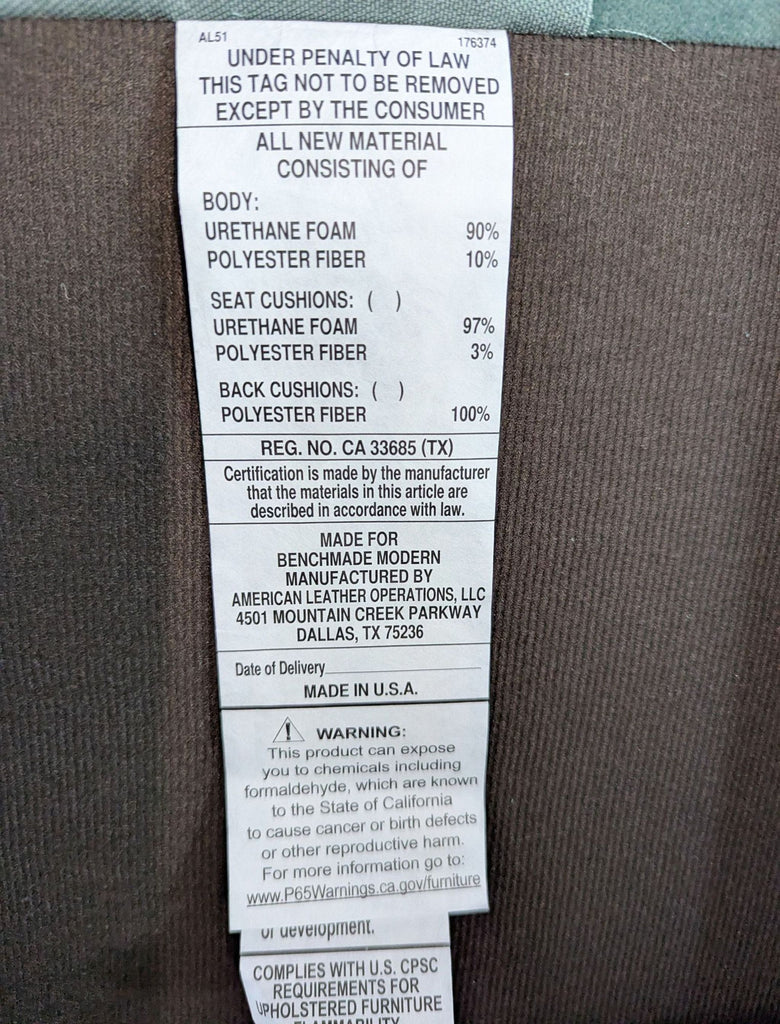 AL51 176374
UNDER PENALTY OF LAW
THIS TAG NOT TO BE REMOVED
EXCEPT BY THE CONSUMER
ALL NEW MATERIAL
CONSISTING OF
BODY:
URETHANE FOAM 90%
POLYESTER FIBER 10%
SEAT CUSHIONS: ( )
URETHANE FOAM 97%
POLYESTER FIBER 3%
BACK CUSHIONS: ( )
POLYESTER FIBER 100%
REG. NO. CA 33685 (TX)
Certification is made by the manufacturer
that the materials in this article are
described in accordance with law.
MADE FOR
BENCHMADE MODERN
MANUFACTURED BY
AMERICAN LEATHER OPERATIONS, LLC
4501 MOUNTAIN CREEK PARKWAY
DALLAS, TX 75236
Date of Delivery
MADE IN U.S.A.
WARNING:
This product can expose
you to chemicals including
formaldehyde, which are known
to the State of California
to cause cancer or birth defects
or other reproductive harm.
For more information go to:
www.P65Warnings.ca.gov/furniture
or development.
COMPLIES WITH U.S. CPSC
REQUIREMENTS FOR
UPHOLSTERED FURNITURE
FLAMMABILITY